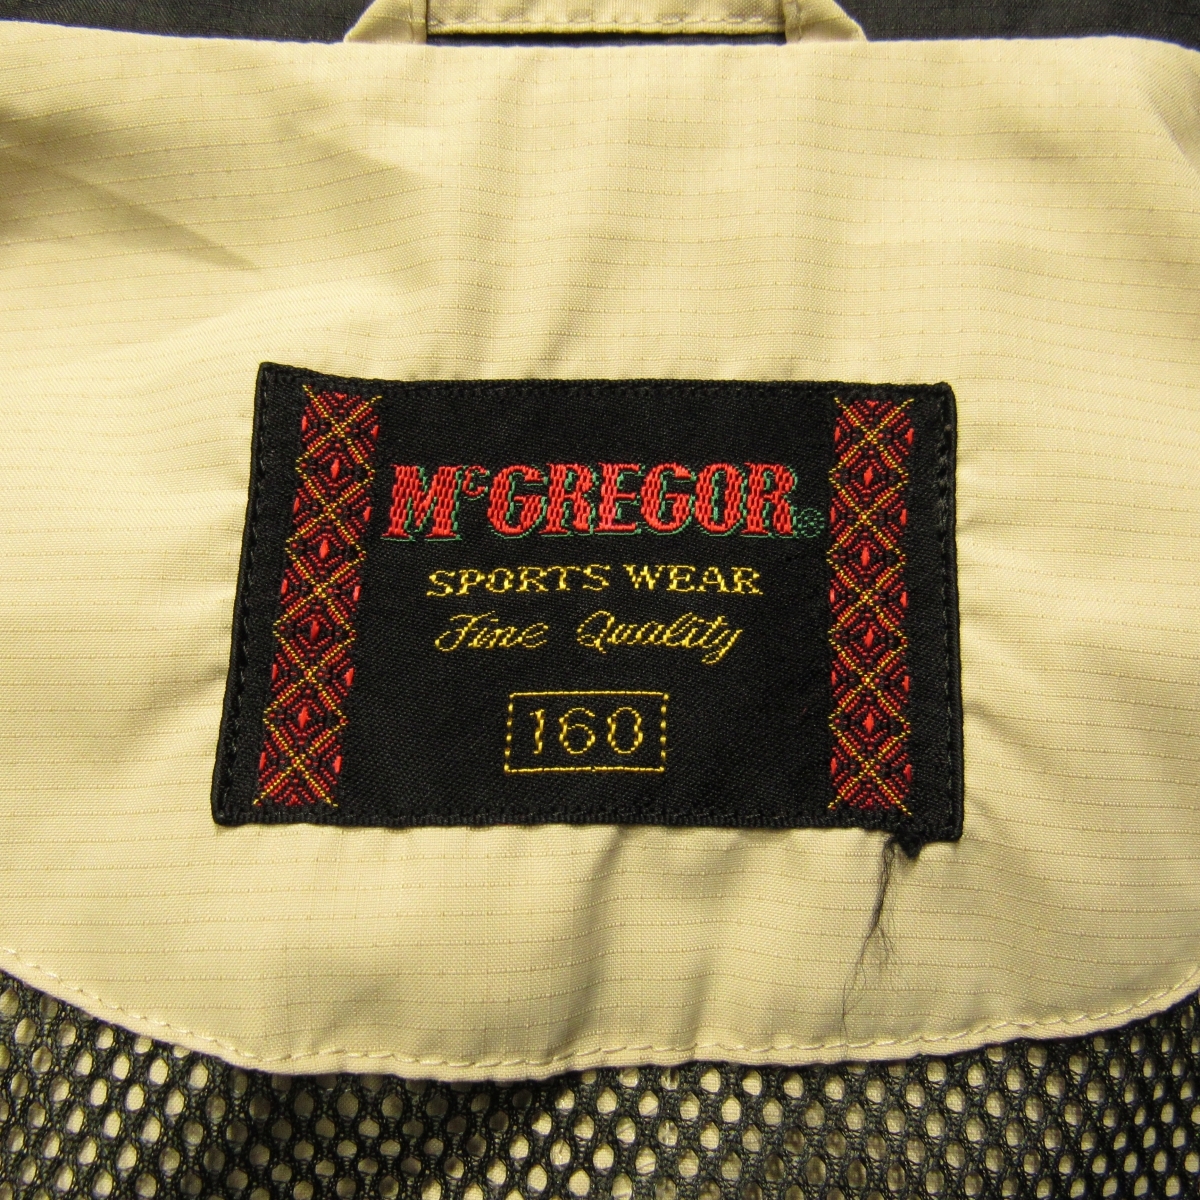 McGREGOR®
SPORTS WEAR
Fine Quality
160